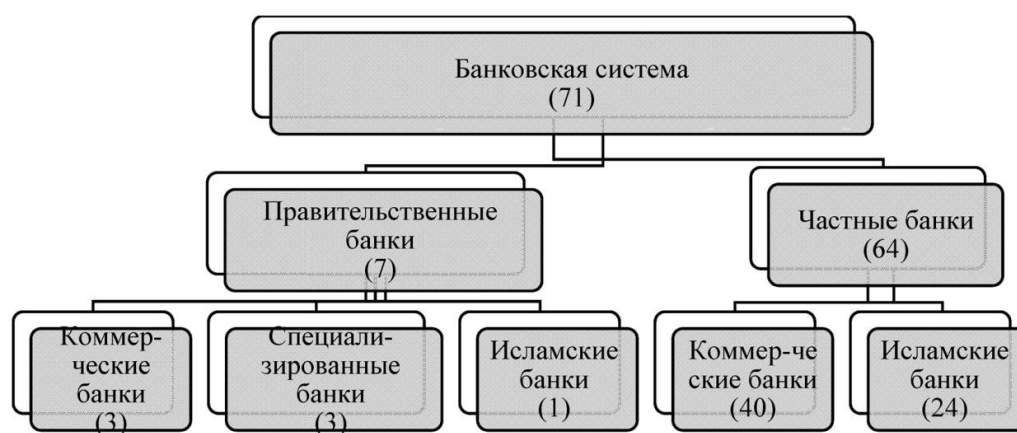 Банковская система
(71)
Правительственные
банки
(7)
Частные банки
(64)
Коммер-
ческие
банки
(3)
Специали-
зированные
банки
(3)
Исламские
банки
(1)
Коммер-че
ские банки
(40)
Исламские
банки
(24)